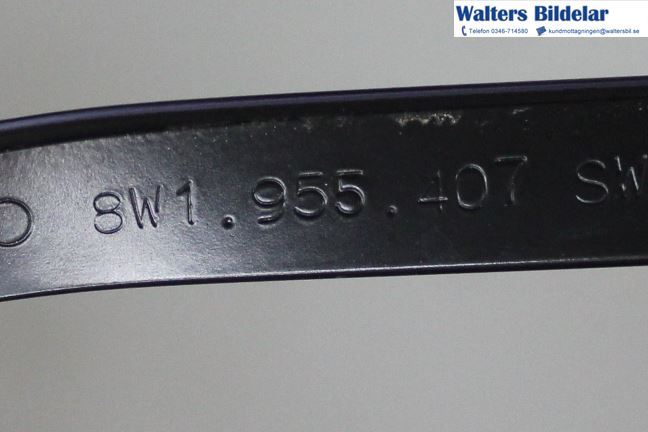 Walters Bildelar
Telefon 0346-714580 kundmottagningen@waltersbil.se
8W1.955.407 SW